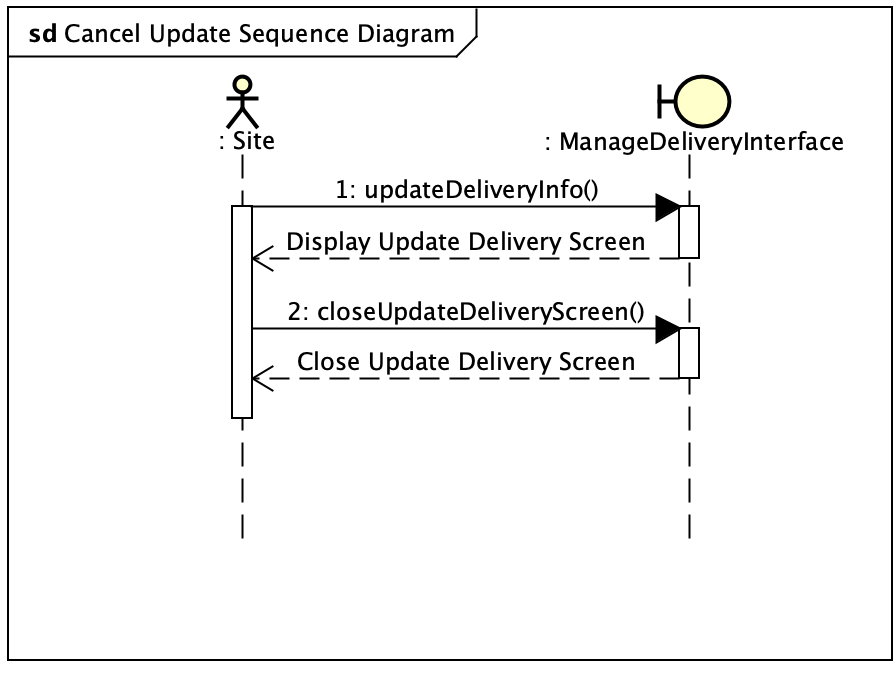 sd Cancel Update Sequence Diagram
: Site
: ManageDeliveryInterface
1: updateDeliveryInfo()
Display Update Delivery Screen
2: closeUpdateDeliveryScreen()
Close Update Delivery Screen